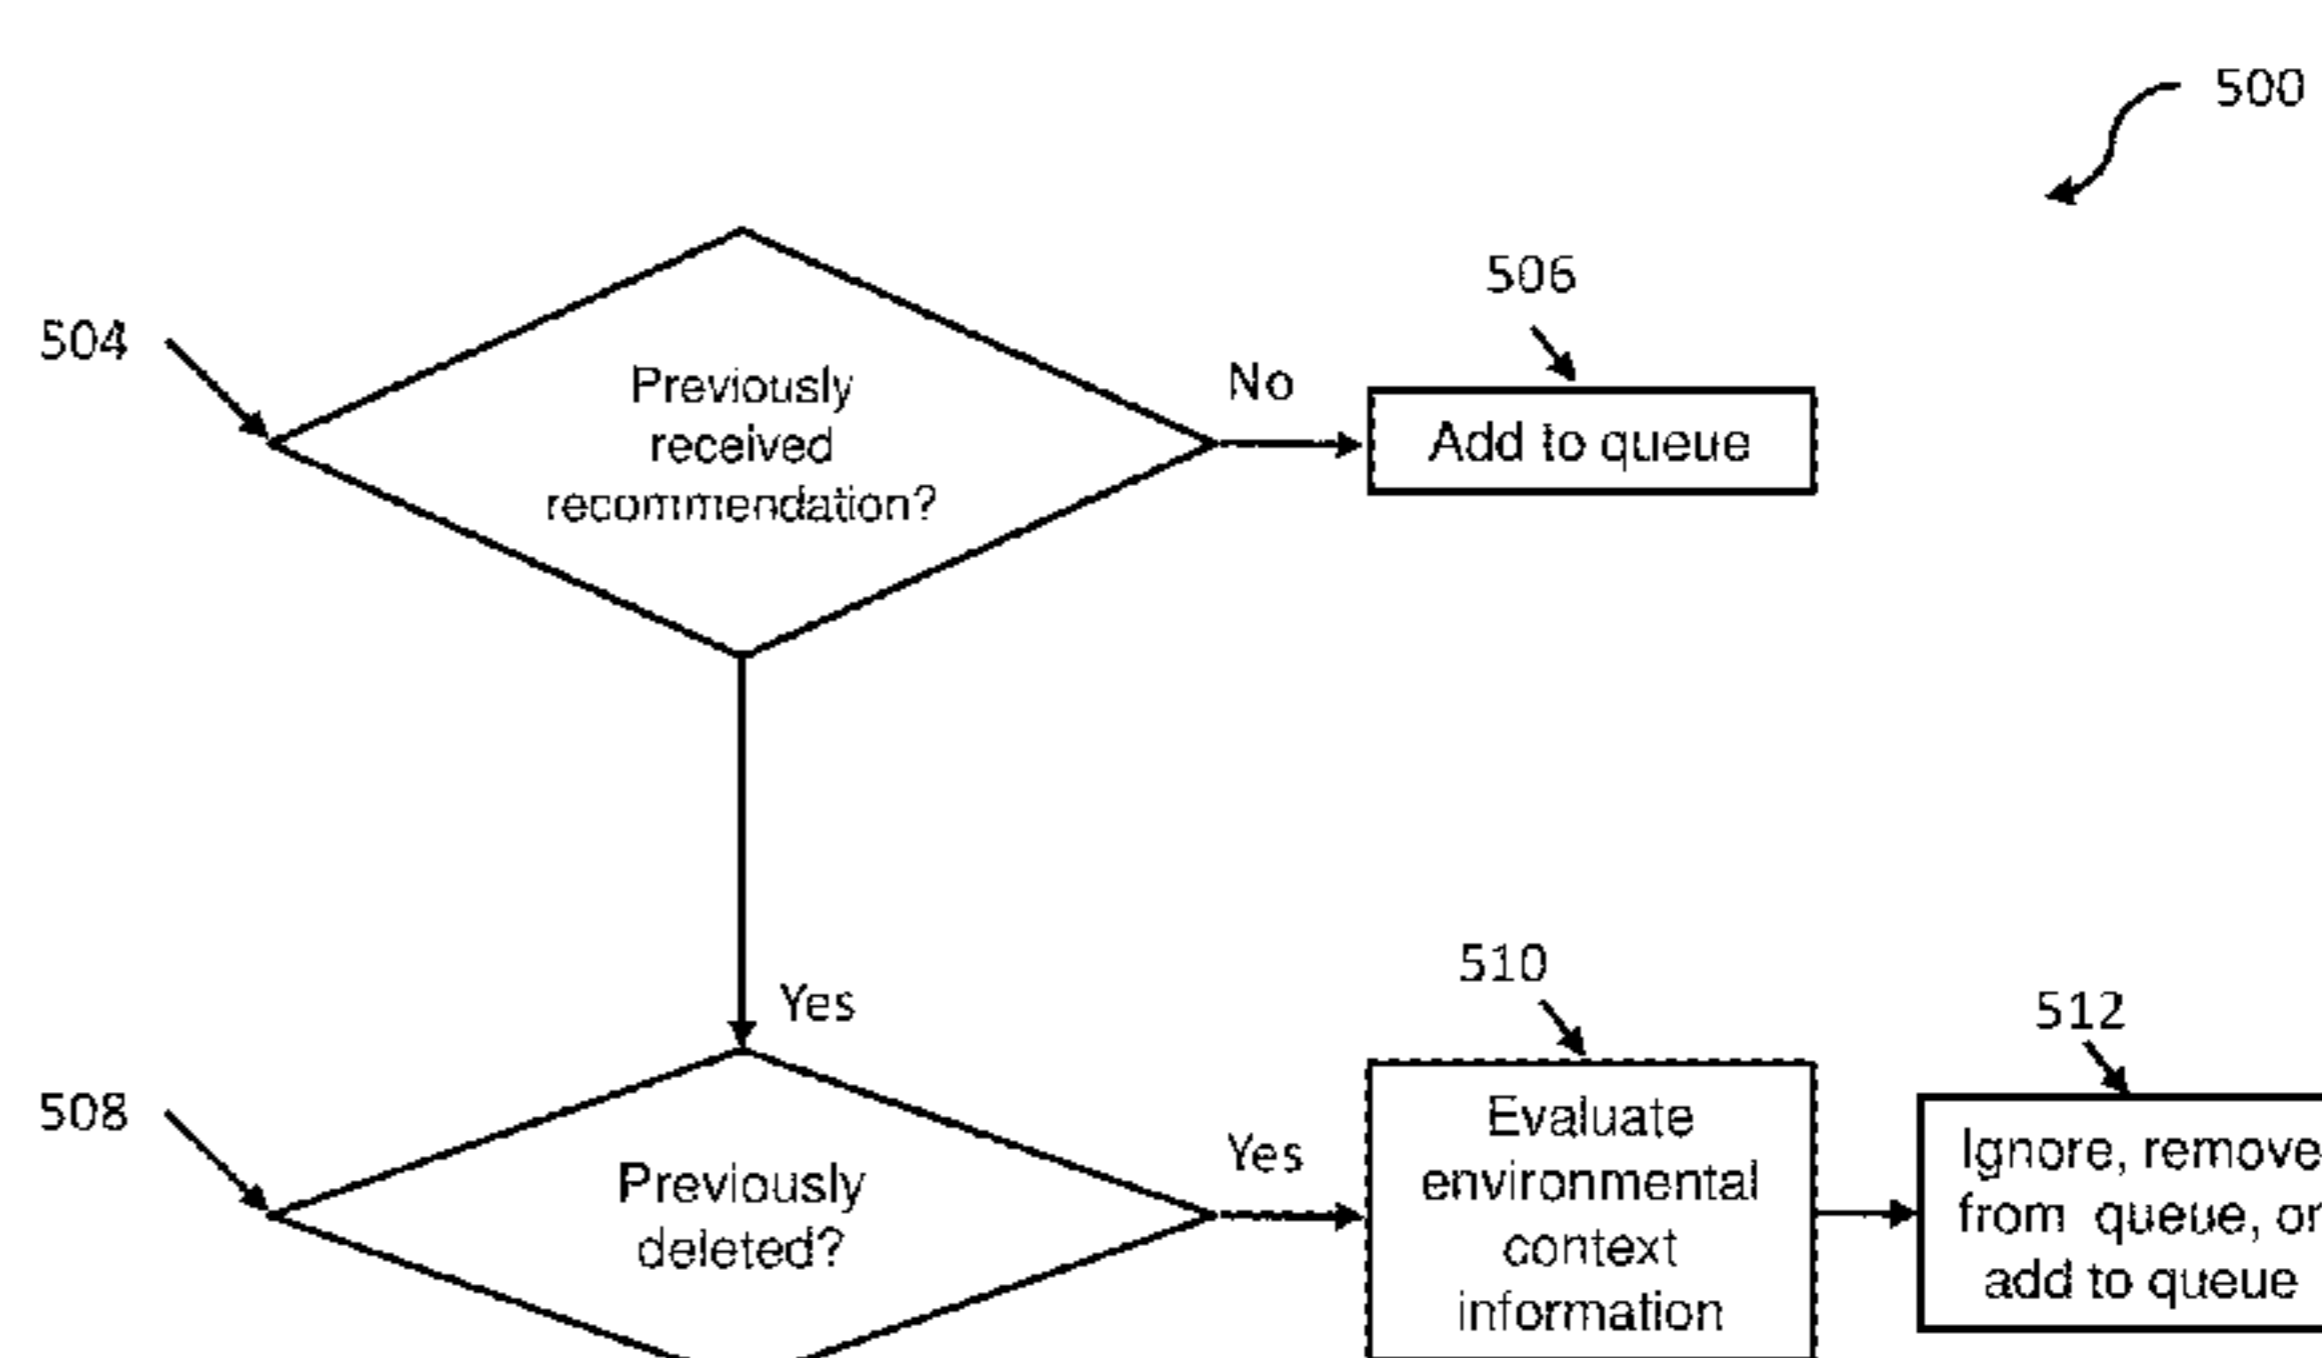 500
504
Previously
received
recommendation?
No
506
Add to queue
Yes
508
Previously
deleted?
Yes
510
Evaluate
environmental
context
information
512
Ignore, remove
from queue, or
add to queue